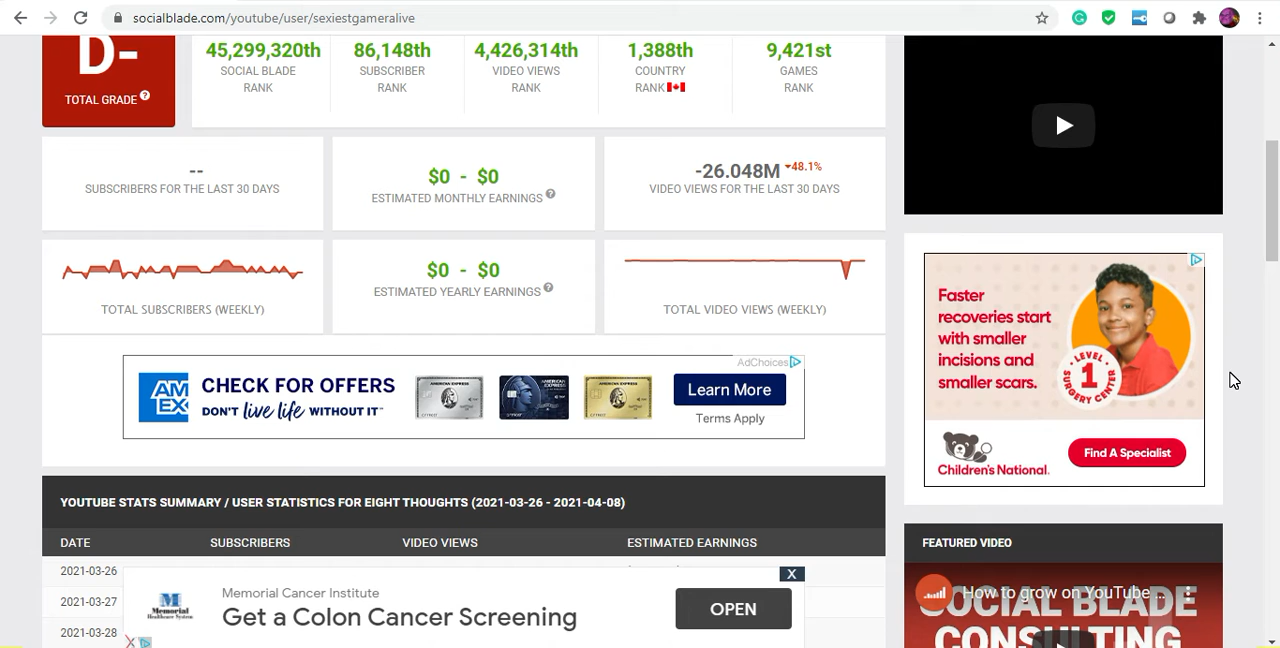 socialblade.com/youtube/user/sexiestgameralive
D-
TOTAL GRADE ?
45,299,320th
SOCIAL BLADE
RANK
86,148th
SUBSCRIBER
RANK
4,426,314th
VIDEO VIEWS
RANK
1,388th
COUNTRY
RANK
9,421st
GAMES
RANK
--
SUBSCRIBERS FOR THE LAST 30 DAYS
$0 - $0
ESTIMATED MONTHLY EARNINGS ?
-26.048M 48.1%
VIDEO VIEWS FOR THE LAST 30 DAYS
TOTAL SUBSCRIBERS (WEEKLY)
$0 - $0
ESTIMATED YEARLY EARNINGS ?
TOTAL VIDEO VIEWS (WEEKLY)
AdChoices
AM
EX
CHECK FOR OFFERS
DON'T live life WITHOUT IT™
Learn More
Terms Apply
Faster
recoveries start
with smaller
incisions and
smaller scars.
LEVEL
1
SURGERY CENTER
Children's National.
Find A Specialist
YOUTUBE STATS SUMMARY / USER STATISTICS FOR EIGHT THOUGHTS (2021-03-26 - 2021-04-08)
DATE SUBSCRIBERS VIDEO VIEWS ESTIMATED EARNINGS
2021-03-26
2021-03-27
2021-03-28
X
Memorial
Memorial Cancer Institute
Get a Colon Cancer Screening
OPEN
FEATURED VIDEO
How to grow on YouTube ...
SOCIAL BLADE
CONSULTING